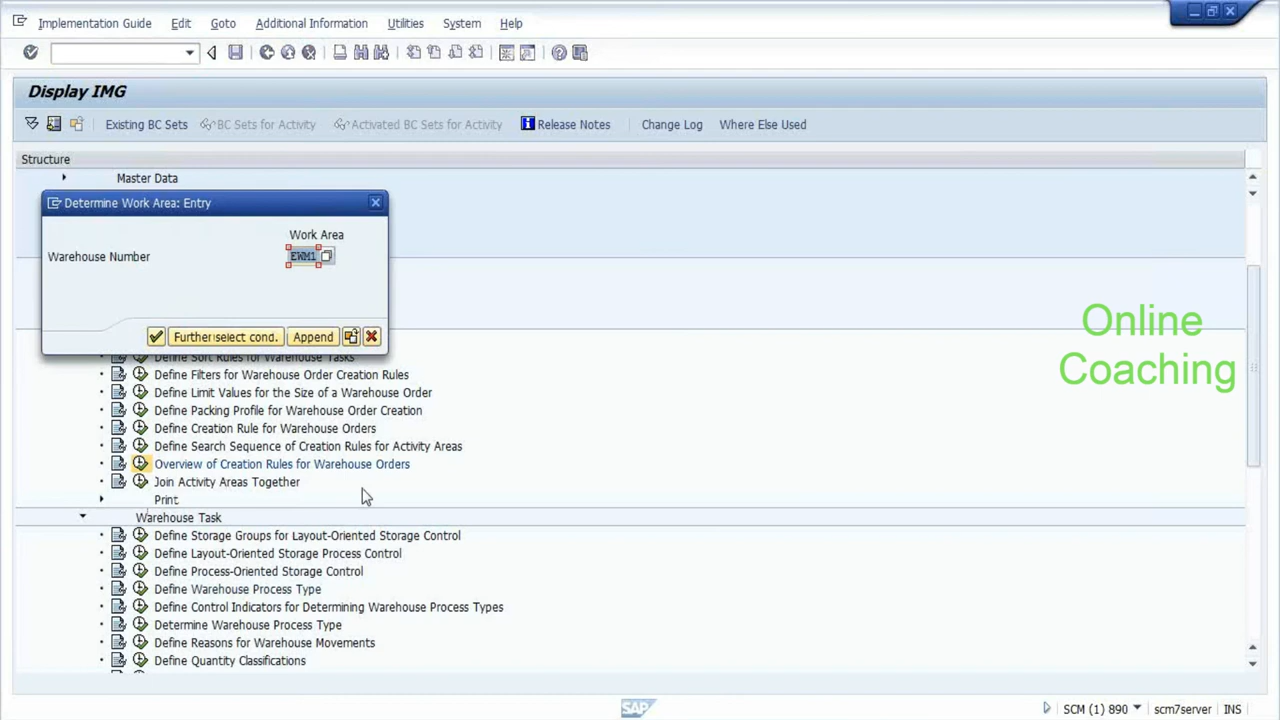 Implementation Guide Edit Goto Additional Information Utilities System Help
Display IMG
Existing BC Sets BC Sets for Activity Activated BC Sets for Activity Release Notes Change Log Where Else Used
Structure
Master Data
Determine Work Area: Entry
Work Area
Warehouse Number EWM1
Further select cond. Append
Define Sort Rules for Warehouse Tasks
Define Filters for Warehouse Order Creation Rules
Define Limit Values for the Size of a Warehouse Order
Define Packing Profile for Warehouse Order Creation
Define Creation Rule for Warehouse Orders
Define Search Sequence of Creation Rules for Activity Areas
Overview of Creation Rules for Warehouse Orders
Join Activity Areas Together
Print
Warehouse Task
Define Storage Groups for Layout-Oriented Storage Control
Define Layout-Oriented Storage Process Control
Define Process-Oriented Storage Control
Define Warehouse Process Type
Define Control Indicators for Determining Warehouse Process Types
Determine Warehouse Process Type
Define Reasons for Warehouse Movements
Define Quantity Classifications
Online
Coaching
SAP SCM (1) 890 scm7server INS